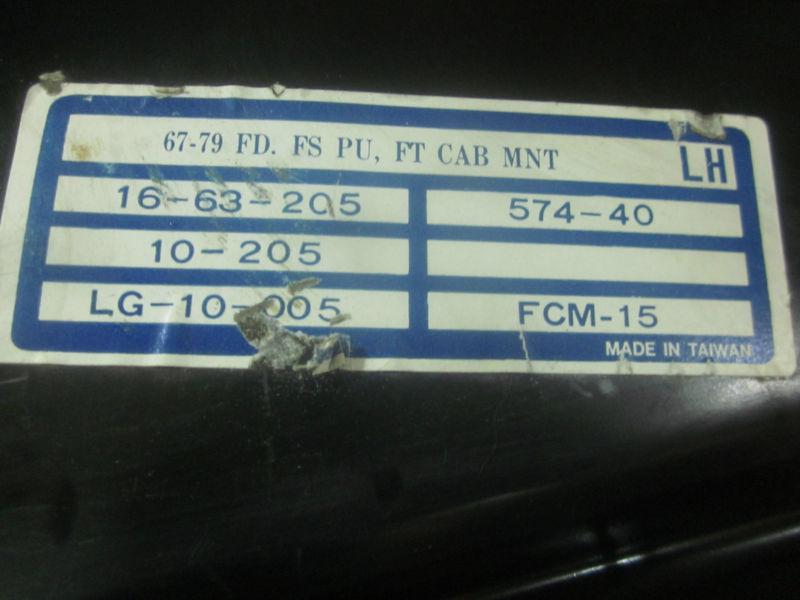 67-79 FD. FS PU, FT CAB MNT LH
16-63-205 574-40
10-205
LG-10-005 FCM-15
MADE IN TAIWAN